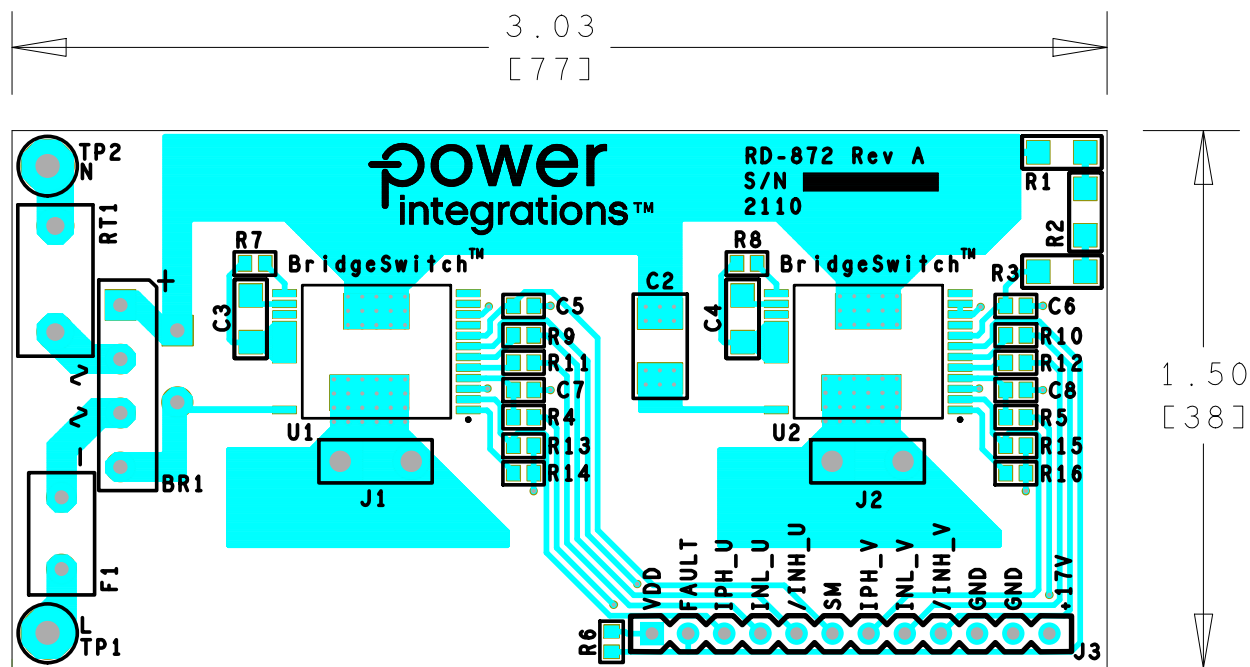 3.03
[77]
TP2
N
power
integrations™
RD-872 Rev A
S/N
2110
R1
RT1
R2
R7
BridgeSwitch™
R8
BridgeSwitch™
R3
+
C3
C5
C2
C4
C6
R9
R10
R11
R12
1.50
[38]
~
C7
C8
~
R4
R5
U1
U2
−
R13
R15
BR1
R14
R16
J1
J2
F1
VDD
FAULT
IPH_U
INL_U
/INH_U
SM
IPH_V
INL_V
/INH_V
GND
GND
+17V
L
TP1
R6
J3